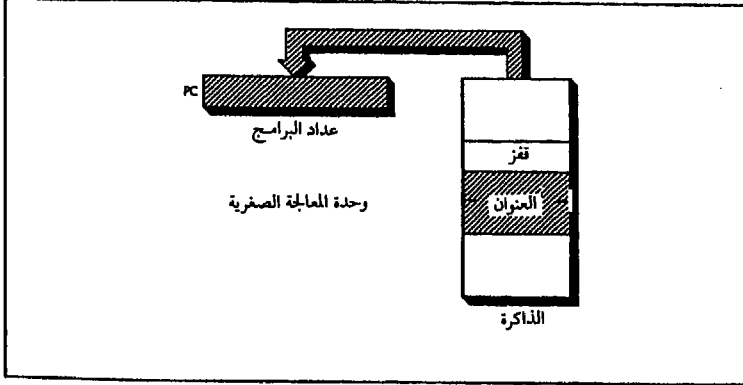 PC
عداد البرامج
قفز
العنوان
وحدة المعالجة الصغرية
الذاكرة